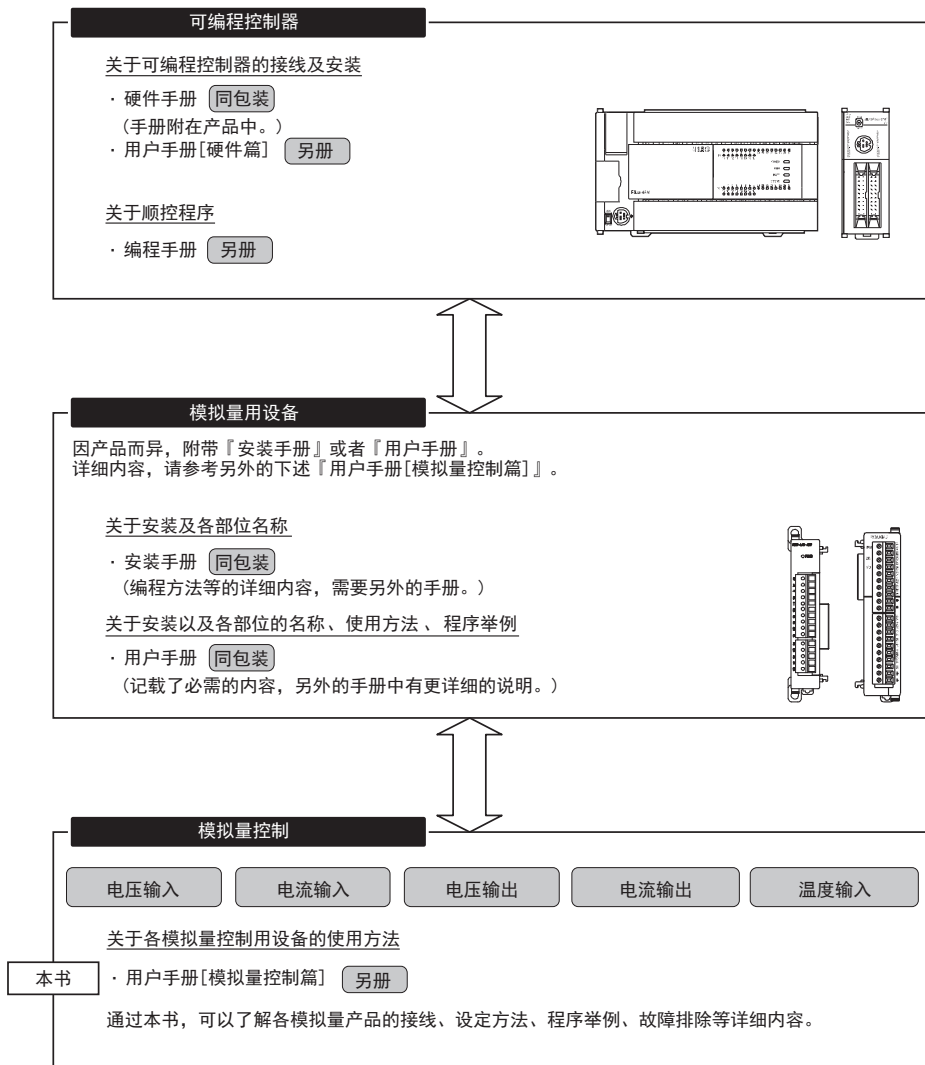 可编程控制器
关于可编程控制器的接线及安装
· 硬件手册 同包装
(手册附在产品中。)
· 用户手册[硬件篇] 另册
关于顺控程序
· 编程手册 另册
模拟量用设备
因产品而异，附带『安装手册』或者『用户手册』。
详细内容，请参考另外的下述『用户手册[模拟量控制篇]』。
关于安装及各部位名称
· 安装手册 同包装
(编程方法等的详细内容，需要另外的手册。)
关于安装以及各部位的名称、使用方法、程序举例
· 用户手册 同包装
(记载了必需的内容，另外的手册中有更详细的说明。)
模拟量控制
电压输入 电流输入 电压输出 电流输出 温度输入
关于各模拟量控制用设备的使用方法
本书 · 用户手册[模拟量控制篇] 另册
通过本书，可以了解各模拟量产品的接线、设定方法、程序举例、故障排除等详细内容。